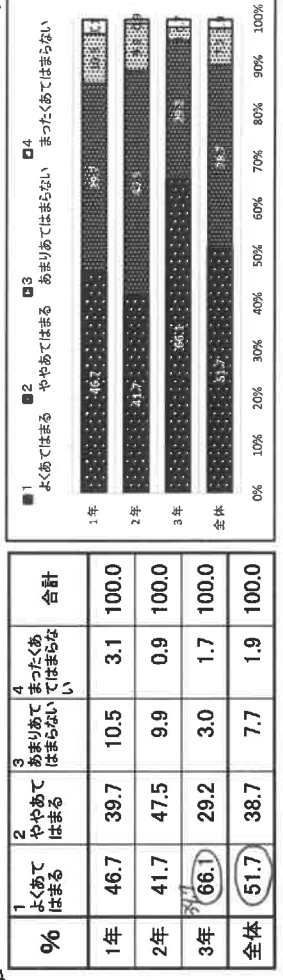 %
1
よくあて
はまる
2
ややあて
はまる
3
あまりあて
はまらない
4
まったくあ
てはまらな
い
合計
1年 46.7 39.7 10.5 3.1 100.0
2年 41.7 47.5 9.9 0.9 100.0
3年 66.1 29.2 3.0 1.7 100.0
全体 51.7 38.7 7.7 1.9 100.0
1
よくあてはまる
2
ややあてはまる
3
あまりあてはまらない
4
まったくあてはまらない
1年 46.7 39.7
2年 41.7 47.5
3年 66.1 29.2
全体 51.7 38.7
0% 10% 20% 30% 40% 50% 60% 70% 80% 90% 100%